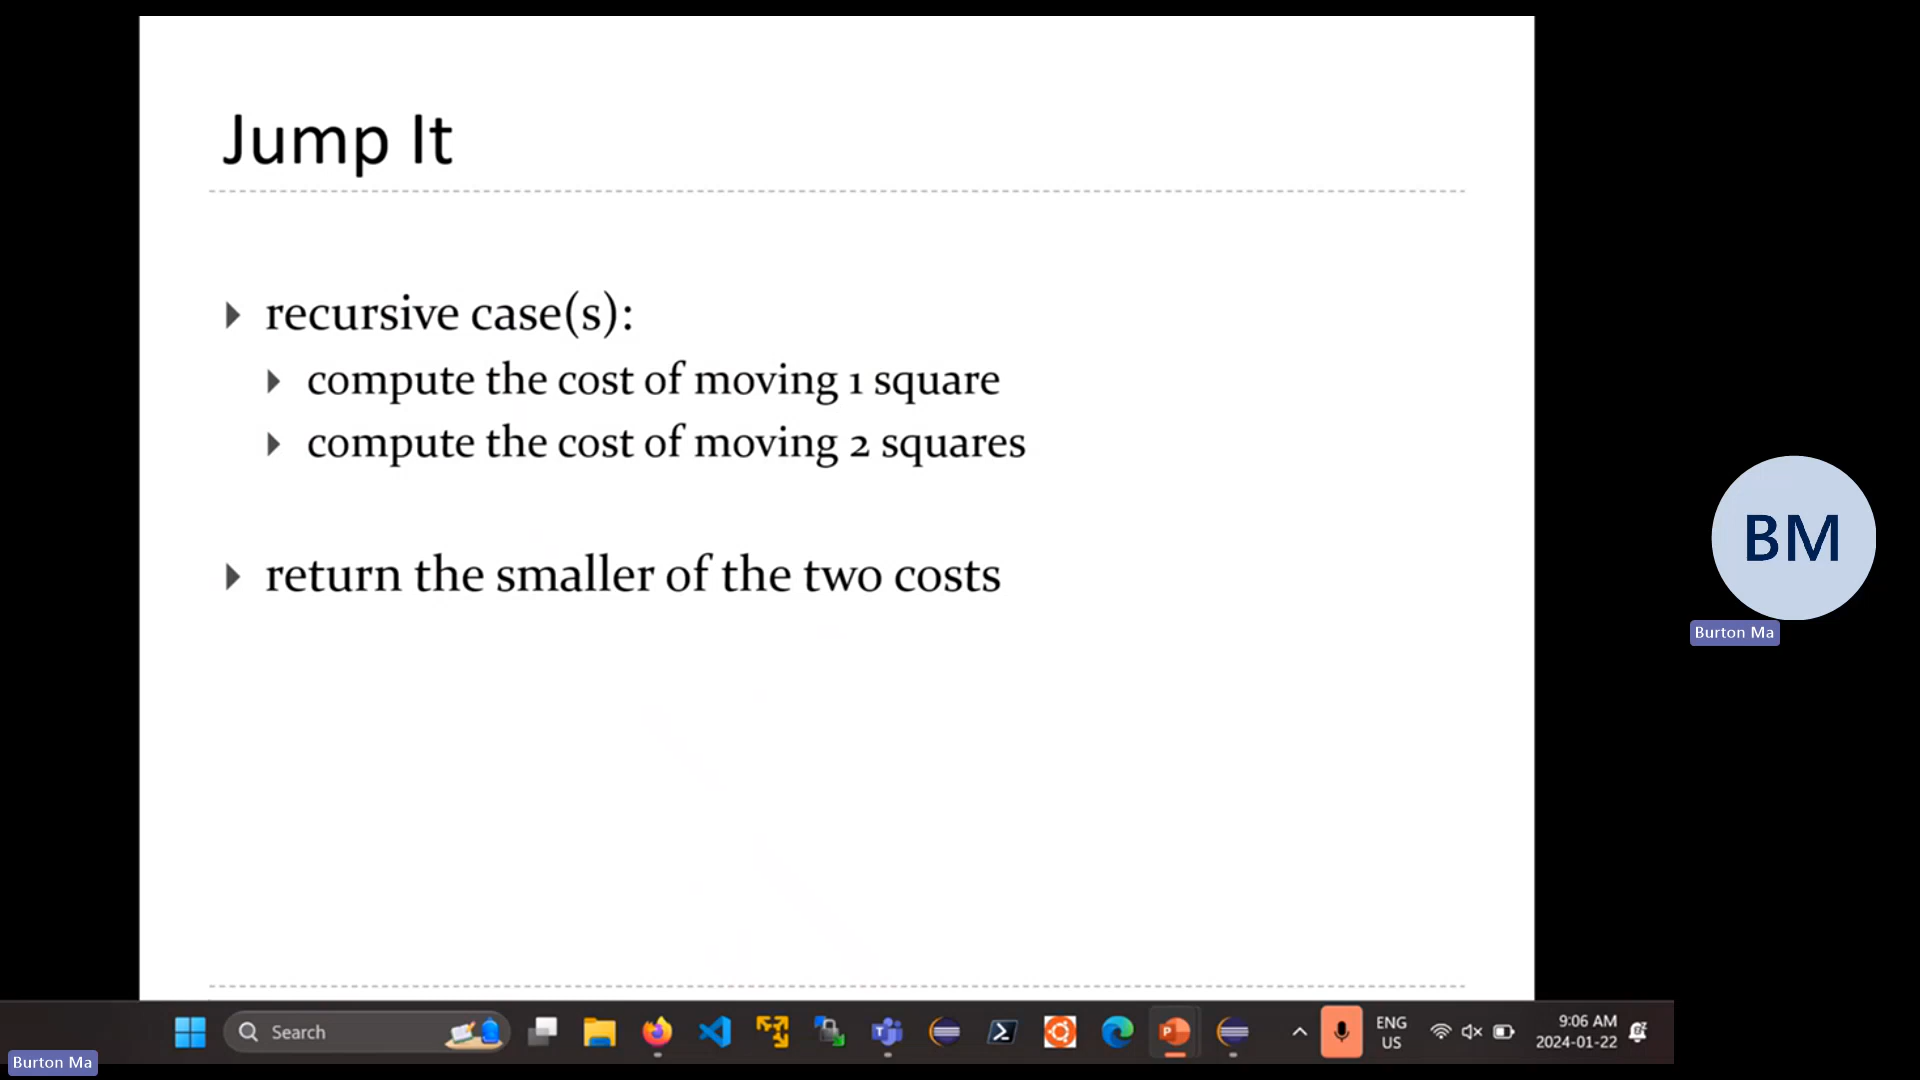 Jump It
recursive case(s):
compute the cost of moving 1 square
compute the cost of moving 2 squares
return the smaller of the two costs
BM
Burton Ma
Search
ENG
US
9:06 AM
2024-01-22
Burton Ma